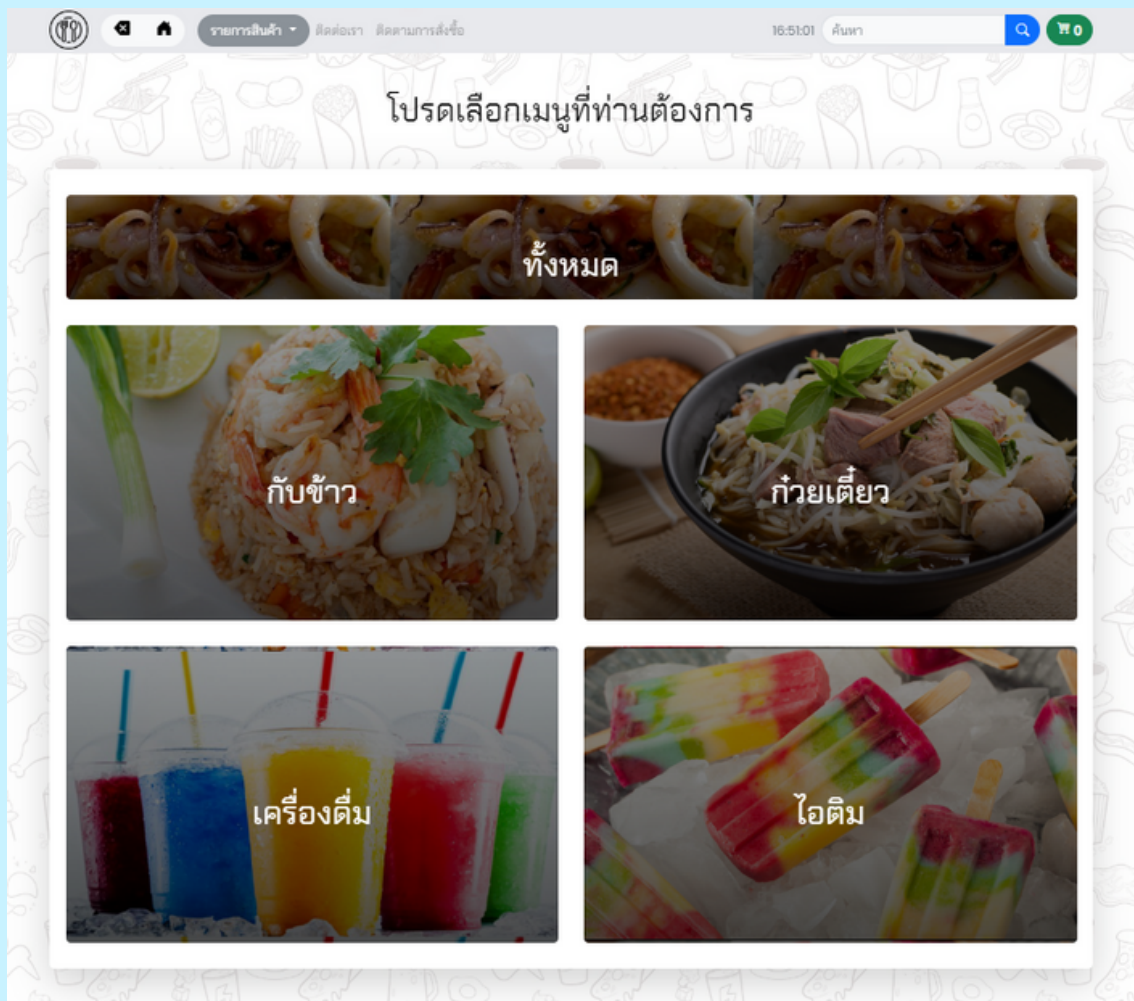 รายการสินค้า ติดต่อเรา ติดตามการสั่งซื้อ 16:51:01 ค้นหา 0
โปรดเลือกเมนูที่ท่านต้องการ
ทั้งหมด
กับข้าว ก๋วยเตี๋ยว
เครื่องดื่ม ไอติม